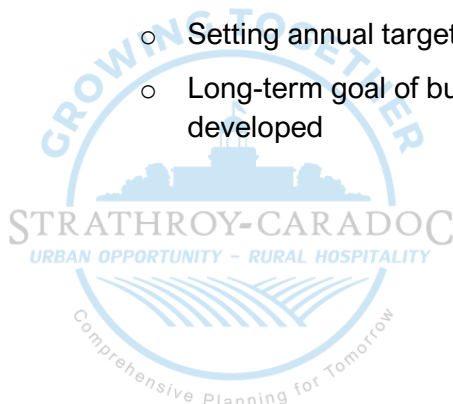 GROWING TOGETHER
o Setting annual target
o Long-term goal of bu
developed
STRATHROY-CARADOC
URBAN OPPORTUNITY – RURAL HOSPITALITY
Comprehensive Planning for Tomorrow